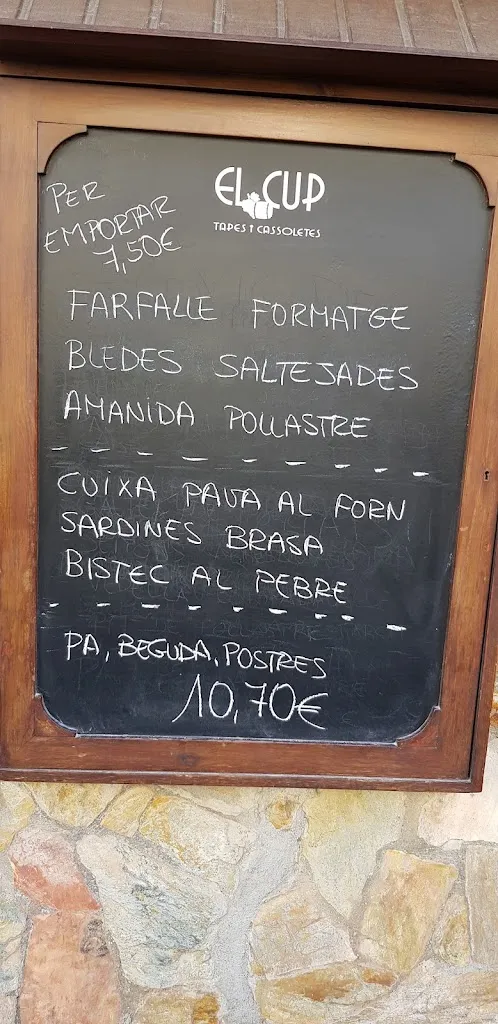 EL CUP
TAPES I CASSOLETES
PER
EMPORTAR
7,50€
FARFALLE FORMATGE
BLEDES SALTEJADES
AMANIDA POLLASTRE
CUIXA PAVA AL FORN
SARDINES BRASA
BISTEC AL PEBRE
PA, BEGUDA, POSTRES
10,70€